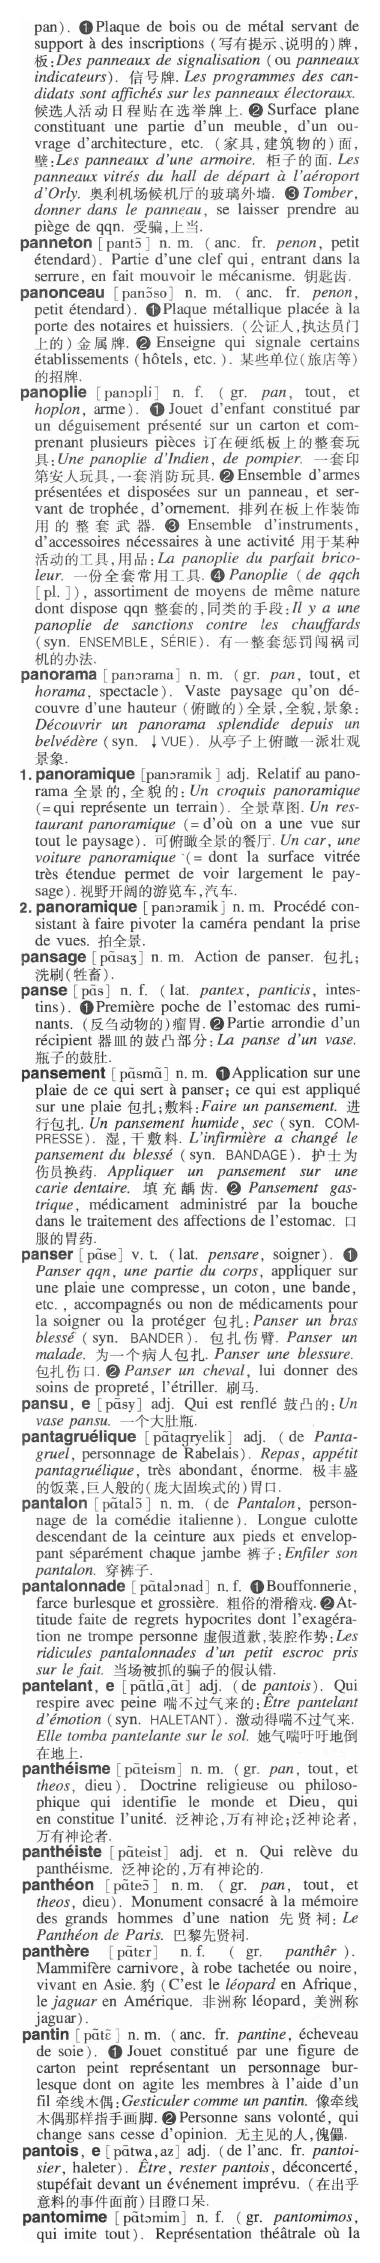 pan). ❶Plaque de bois ou de métal servant de
support à des inscriptions (写有提示、说明的)牌,
板:Des panneaux de signalisation (ou panneaux
indicateurs). 信号牌. Les programmes des can-
didats sont affichés sur les panneaux électoraux.
候选人活动日程贴在选举牌上. ❷ Surface plane
constituant une partie d'un meuble, d'un ou-
vrage d'architecture, etc. (家具,建筑物的)面,
壁:Les panneaux d'une armoire. 柜子的面. Les
panneaux vitrés du hall de départ à l'aéroport
d'Orly. 奥利机场候机厅的玻璃外墙. ❸ Tomber,
donner dans le panneau, se laisser prendre au
piège de qqn. 受骗,上当.
panneton [pantɔ̃] n. m. (anc. fr. penon, petit
étendard). Partie d'une clef qui, entrant dans la
serrure, en fait mouvoir le mécanisme. 钥匙齿.
panonceau [panɔ̃so] n. m. (anc. fr. penon,
petit étendard). ❶Plaque métallique placée à la
porte des notaires et huissiers. (公证人,执达员门
上的)金属牌. ❷ Enseigne qui signale certains
établissements (hôtels, etc.). 某些单位(旅店等)
的招牌.
panoplie [panɔpli] n. f. (gr. pan, tout, et
hoplon, arme). ❶ Jouet d'enfant constitué par
un déguisement présenté sur un carton et com-
prenant plusieurs pièces 订在硬纸板上的整套玩
具:Une panoplie d'Indien, de pompier. 一套印
第安人玩具,一套消防玩具. ❷ Ensemble d'armes
présentées et disposées sur un panneau, et ser-
vant de trophée, d'ornement. 排列在板上作装饰
用的整套武器. ❸ Ensemble d'instruments,
d'accessoires nécessaires à une activité 用于某种
活动的工具,用品:La panoplie du parfait brico-
leur. 一份全套常用工具. ❹ Panoplie (de qqch
[pl.]), assortiment de moyens de même nature
dont dispose qqn 整套的,同类的手段:Il y a une
panoplie de sanctions contre les chauffards
(syn. ENSEMBLE, SÉRIE). 有一整套惩罚闯祸司
机的办法.
panorama [panɔrama] n. m. (gr. pan, tout, et
horama, spectacle). Vaste paysage qu'on dé-
couvre d'une hauteur (俯瞰的)全景,全貌,景象:
Découvrir un panorama splendide depuis un
belvédère (syn. ↓VUE). 从亭子上俯瞰一派壮观
景象.
1. panoramique [panɔramik] adj. Relatif au pano-
rama 全景的,全貌的: Un croquis panoramique
(=qui représente un terrain). 全景草图. Un res-
taurant panoramique (=d'où on a une vue sur
tout le paysage). 可俯瞰全景的餐厅. Un car, une
voiture panoramique (= dont la surface vitrée
très étendue permet de voir largement le pay-
sage).视野开阔的游览车,汽车.
2. panoramique [panɔramik] n. m. Procédé con-
sistant à faire pivoter la caméra pendant la prise
de vues. 拍全景.
pansage [pɑ̃saʒ] n. m. Action de panser. 包扎;
洗刷(牲畜).
panse [pɑ̃s] n. f. (lat. pantex, panticis, intes-
tins). ❶Première poche de l'estomac des rumi-
nants. (反刍动物的)瘤胃. ❷Partie arrondie d'un
récipient 器皿的鼓凸部分: La panse d'un vase.
瓶子的鼓肚.
pansement [pɑ̃smɑ̃] n. m. ❶Application sur une
plaie de ce qui sert à panser; ce qui est appliqué
sur une plaie 包扎;敷料:Faire un pansement. 进
行包扎. Un pansement humide, sec (syn. COM-
PRESSE). 湿,干敷料. L'infirmière a changé le
pansement du blessé (syn. BANDAGE). 护士为
伤员换药. Appliquer un pansement sur une
carie dentaire. 填充龋齿. ❷ Pansement gas-
trique, médicament administré par la bouche
dans le traitement des affections de l'estomac. 口
服的胃药.
panser [pɑ̃se] v. t. (lat. pensare, soigner). ❶
Panser qqn, une partie du corps, appliquer sur
une plaie une compresse, un coton, une bande,
etc., accompagnés ou non de médicaments pour
la soigner ou la protéger 包扎: Panser un bras
blessé (syn. BANDER). 包扎伤臂. Panser un
malade. 为一个病人包扎. Panser une blessure.
包扎伤口. ❷Panser un cheval, lui donner des
soins de propreté, l'étriller. 刷马.
pansu, e [pɑ̃sy] adj. Qui est renflé 鼓凸的: Un
vase pansu. 一个大肚瓶.
pantagruélique [pɑ̃tagryelik] adj. (de Panta-
gruel, personnage de Rabelais). Repas, appétit
pantagruélique, très abondant, énorme. 极丰盛
的饭菜,巨人般的(庞大固埃式的)胃口.
pantalon [pɑ̃talɔ̃] n. m. (de Pantalon, person-
nage de la comédie italienne). Longue culotte
descendant de la ceinture aux pieds et envelop-
pant séparément chaque jambe 裤子:Enfiler son
pantalon. 穿裤子.
pantalonnade [pɑ̃talɔnad] n. f. ❶Bouffonnerie,
farce burlesque et grossière. 粗俗的滑稽戏. ❷At-
titude faite de regrets hypocrites dont l'exagéra-
tion ne trompe personne 虚假道歉,装腔作势:Les
ridicules pantalonnades d'un petit escroc pris
sur le fait. 当场被抓的骗子的假认错.
pantelant, e [pɑ̃tlɑ̃,ɑ̃t] adj. (de pantois). Qui
respire avec peine 喘不过气来的:Être pantelant
d'émotion (syn. HALETANT). 激动得喘不过气来.
Elle tomba pantelante sur le sol. 她气喘吁吁地倒
在地上.
panthéisme [pɑ̃teism] n. m. (gr. pan, tout, et
theos, dieu). Doctrine religieuse ou philoso-
phique qui identifie le monde et Dieu, qui
en constitue l'unité. 泛神论,万有神论;泛神论者,
万有神论者.
panthéiste [pɑ̃teist] adj. et n. Qui relève du
panthéisme. 泛神论的,万有神论的.
panthéon [pɑ̃teɔ̃] n. m. (gr. pan, tout, et
theos, dieu). Monument consacré à la mémoire
des grands hommes d'une nation 先贤祠: Le
Panthéon de Paris. 巴黎先贤祠.
panthère [pɑ̃tɛr] n. f. (gr. panthêr).
Mammifère carnivore, à robe tachetée ou noire,
vivant en Asie. 豹 (C'est le léopard en Afrique,
le jaguar en Amérique. 非洲称 léopard, 美洲称
jaguar).
pantin [pɑ̃tɛ̃] n. m. (anc. fr. pantine, écheveau
de soie). ❶ Jouet constitué par une figure de
carton peint représentant un personnage bur-
lesque dont on agite les membres à l'aide d'un
fil 牵线木偶:Gesticuler comme un pantin. 像牵线
木偶那样指手画脚. ❷Personne sans volonté, qui
change sans cesse d'opinion. 无主见的人,傀儡.
pantois, e [pɑ̃twa,az] adj. (de l'anc. fr. pantoi-
sier, haleter). Être, rester pantois, déconcerté,
stupéfait devant un événement imprévu. (在出乎
意料的事件面前)目瞪口呆.
pantomime [pɑ̃tɔmim] n. f. (gr. pantomimos,
qui imite tout). Représentation théâtrale où la